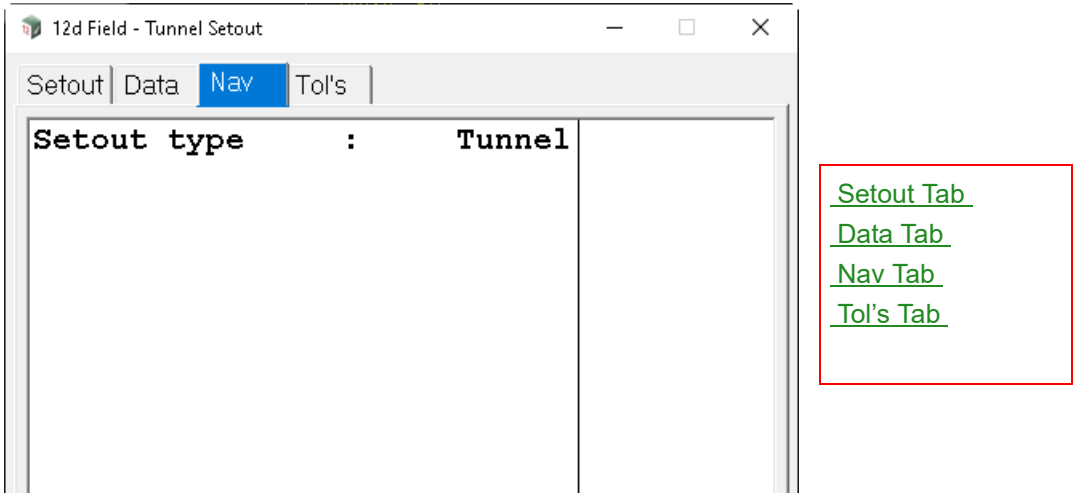 12d Field - Tunnel Setout
Setout Data Nav Tol's
Setout type : Tunnel
Setout Tab
Data Tab
Nav Tab
Tol's Tab